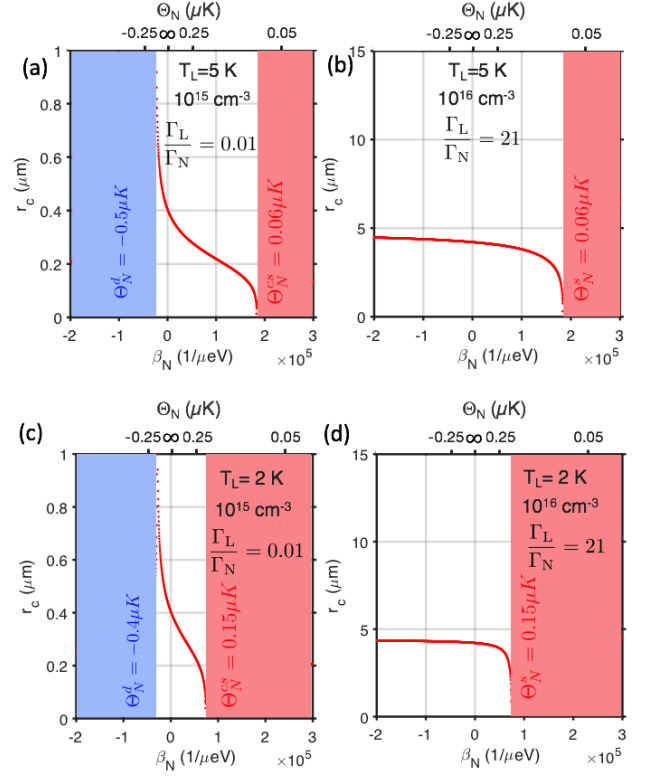 Θ_N (μK)
-0.25 ∞ 0.25 0.05
(a)
T_L=5 K
10^15 cm^-3
Γ_L/Γ_N = 0.01
Θ_N^d = −0.5μK
Θ_N^cs = 0.06μK
r_c (μm)
1
0.8
0.6
0.4
0.2
0
-2 -1 0 1 2 3
β_N (1/μeV) ×10^5
Θ_N (μK)
-0.25 ∞ 0.25 0.05
(b)
T_L=5 K
10^16 cm^-3
Γ_L/Γ_N = 21
Θ_N^s = 0.06μK
r_c (μm)
15
10
5
0
-2 -1 0 1 2 3
β_N (1/μeV) ×10^5
Θ_N (μK)
-0.25 ∞ 0.25 0.05
(c)
T_L= 2 K
10^15 cm^-3
Γ_L/Γ_N = 0.01
Θ_N^d = −0.4μK
Θ_N^cs = 0.15μK
r_c (μm)
1
0.8
0.6
0.4
0.2
0
-2 -1 0 1 2 3
β_N (1/μeV) ×10^5
Θ_N (μK)
-0.25 ∞ 0.25 0.05
(d)
T_L= 2 K
10^16 cm^-3
Γ_L/Γ_N = 21
Θ_N^s = 0.15μK
r_c (μm)
15
10
5
0
-2 -1 0 1 2 3
β_N (1/μeV) ×10^5